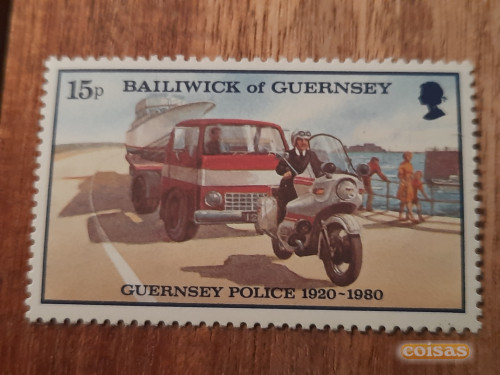 15p
BAILIWICK of GUERNSEY
GUERNSEY POLICE 1920~1980
coisas